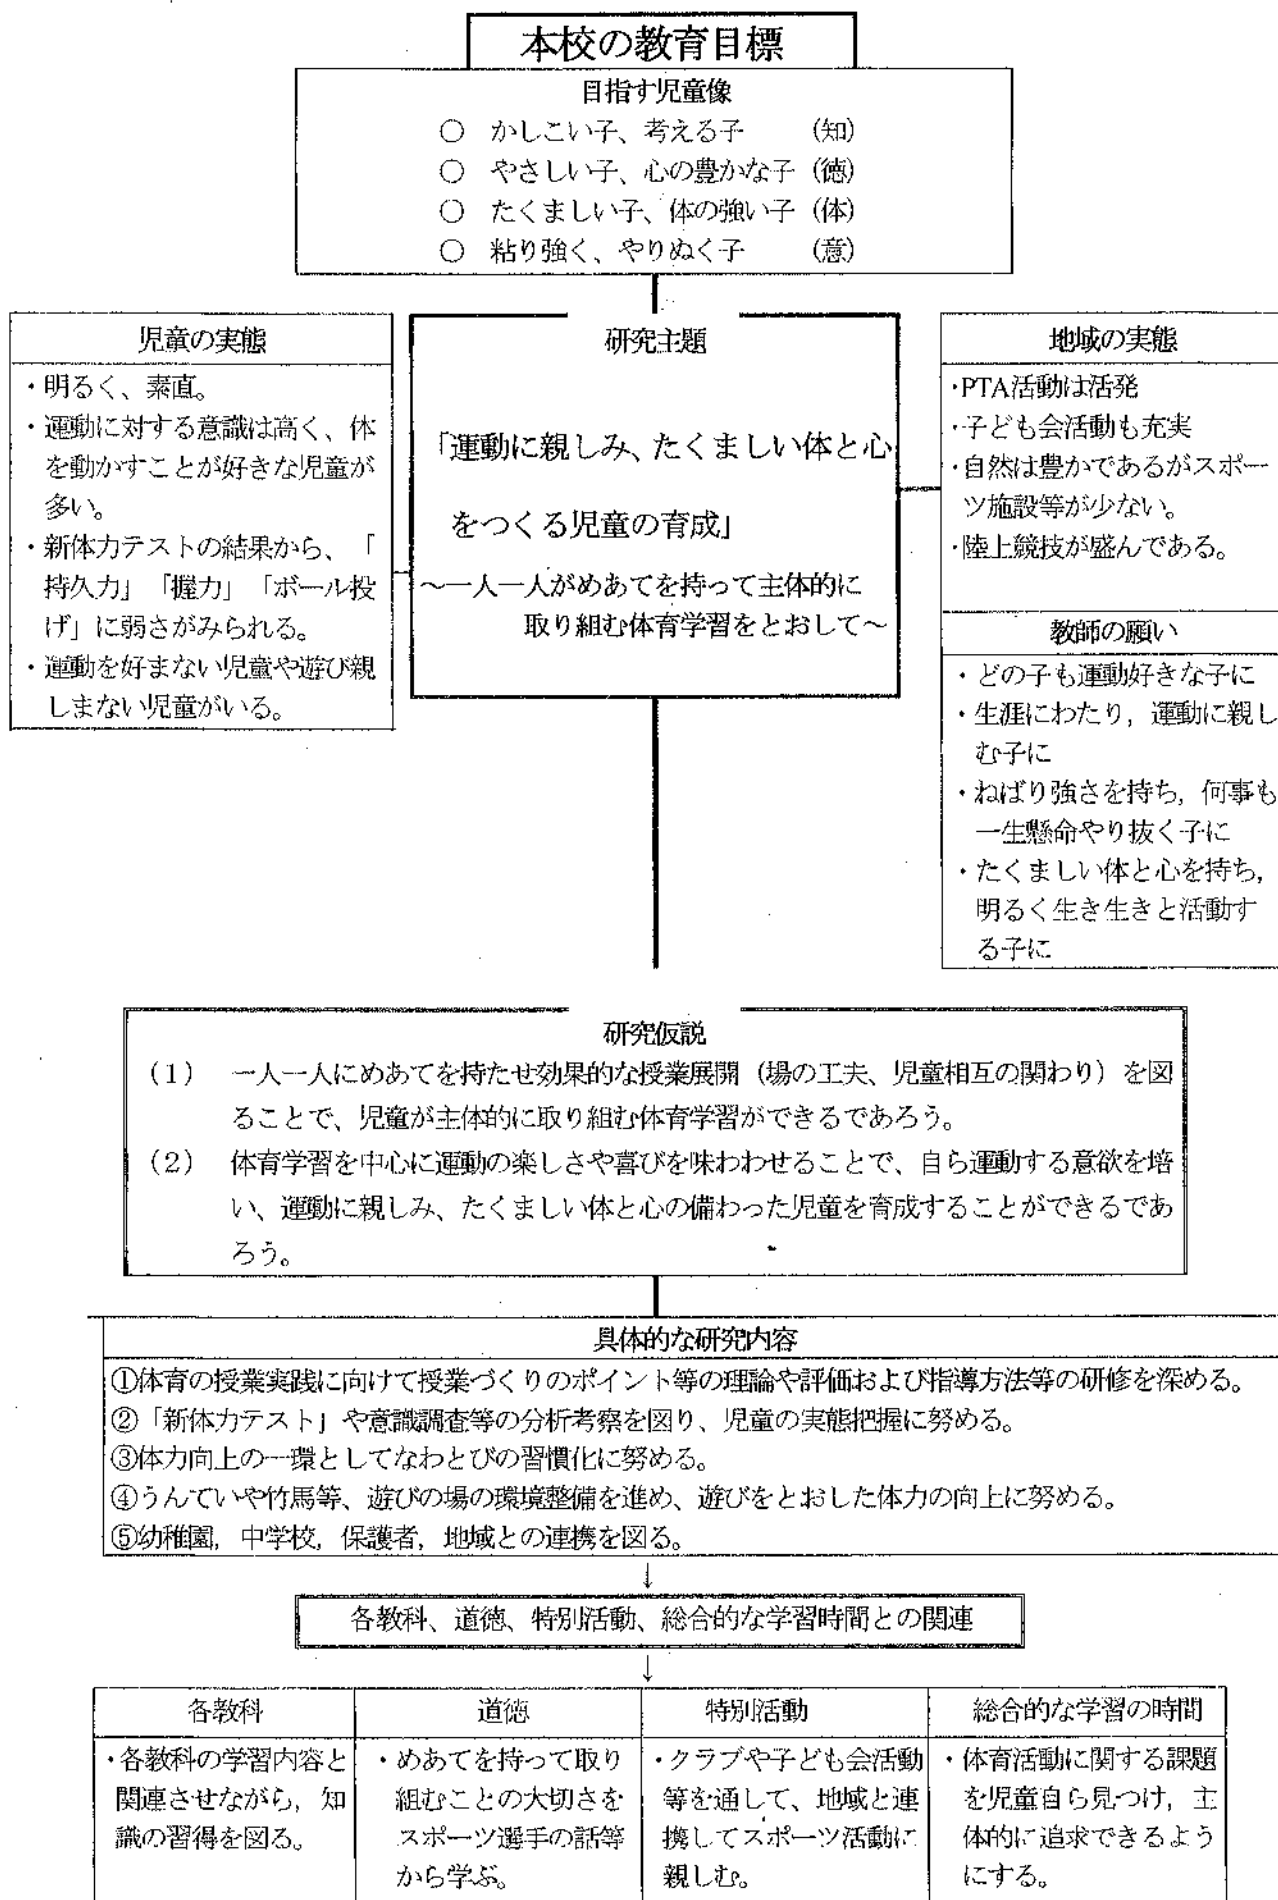 本校の教育目標
目指す児童像
○ かしこい子、考える子 (知)
○ やさしい子、心の豊かな子 (徳)
○ たくましい子、体の強い子 (体)
○ 粘り強く、やりぬく子 (意)
児童の実態
・明るく、素直。
・運動に対する意識は高く、体
を動かすことが好きな児童が
多い。
・新体力テストの結果から、「
持久力」「握力」「ボール投
げ」に弱さがみられる。
・運動を好まない児童や遊び親
しまない児童がいる。
研究主題
「運動に親しみ、たくましい体と心
をつくる児童の育成」
～一人一人がめあてを持って主体的に
取り組む体育学習をとおして～
地域の実態
・PTA活動は活発
・子ども会活動も充実
・自然は豊かであるがスポー
ツ施設等が少ない。
・陸上競技が盛んである。
教師の願い
・どの子も運動好きな子に
・生涯にわたり，運動に親し
む子に
・ねばり強さを持ち，何事も
一生懸命やり抜く子に
・たくましい体と心を持ち，
明るく生き生きと活動す
る子に
研究仮説
(1) 一人一人にめあてを持たせ効果的な授業展開（場の工夫、児童相互の関わり）を図
ることで、児童が主体的に取り組む体育学習ができるであろう。
(2) 体育学習を中心に運動の楽しさや喜びを味わわせることで、自ら運動する意欲を培
い、運動に親しみ、たくましい体と心の備わった児童を育成することができるであ
ろう。
具体的な研究内容
①体育の授業実践に向けて授業づくりのポイント等の理論や評価および指導方法等の研修を深める。
②「新体力テスト」や意識調査等の分析考察を図り、児童の実態把握に努める。
③体力向上の一環としてなわとびの習慣化に努める。
④うんていや竹馬等、遊びの場の環境整備を進め、遊びをとおした体力の向上に努める。
⑤幼稚園，中学校，保護者，地域との連携を図る。
↓
各教科、道徳、特別活動、総合的な学習時間との関連
↓
各教科
・各教科の学習内容と
関連させながら，知
識の習得を図る。
道徳
・めあてを持って取り
組むことの大切さを
スポーツ選手の話等
から学ぶ。
特別活動
・クラブや子ども会活動
等を通して、地域と連
携してスポーツ活動に
親しむ。
総合的な学習の時間
・体育活動に関する課題
を児童自ら見つけ，主
体的に追求できるよう
にする。